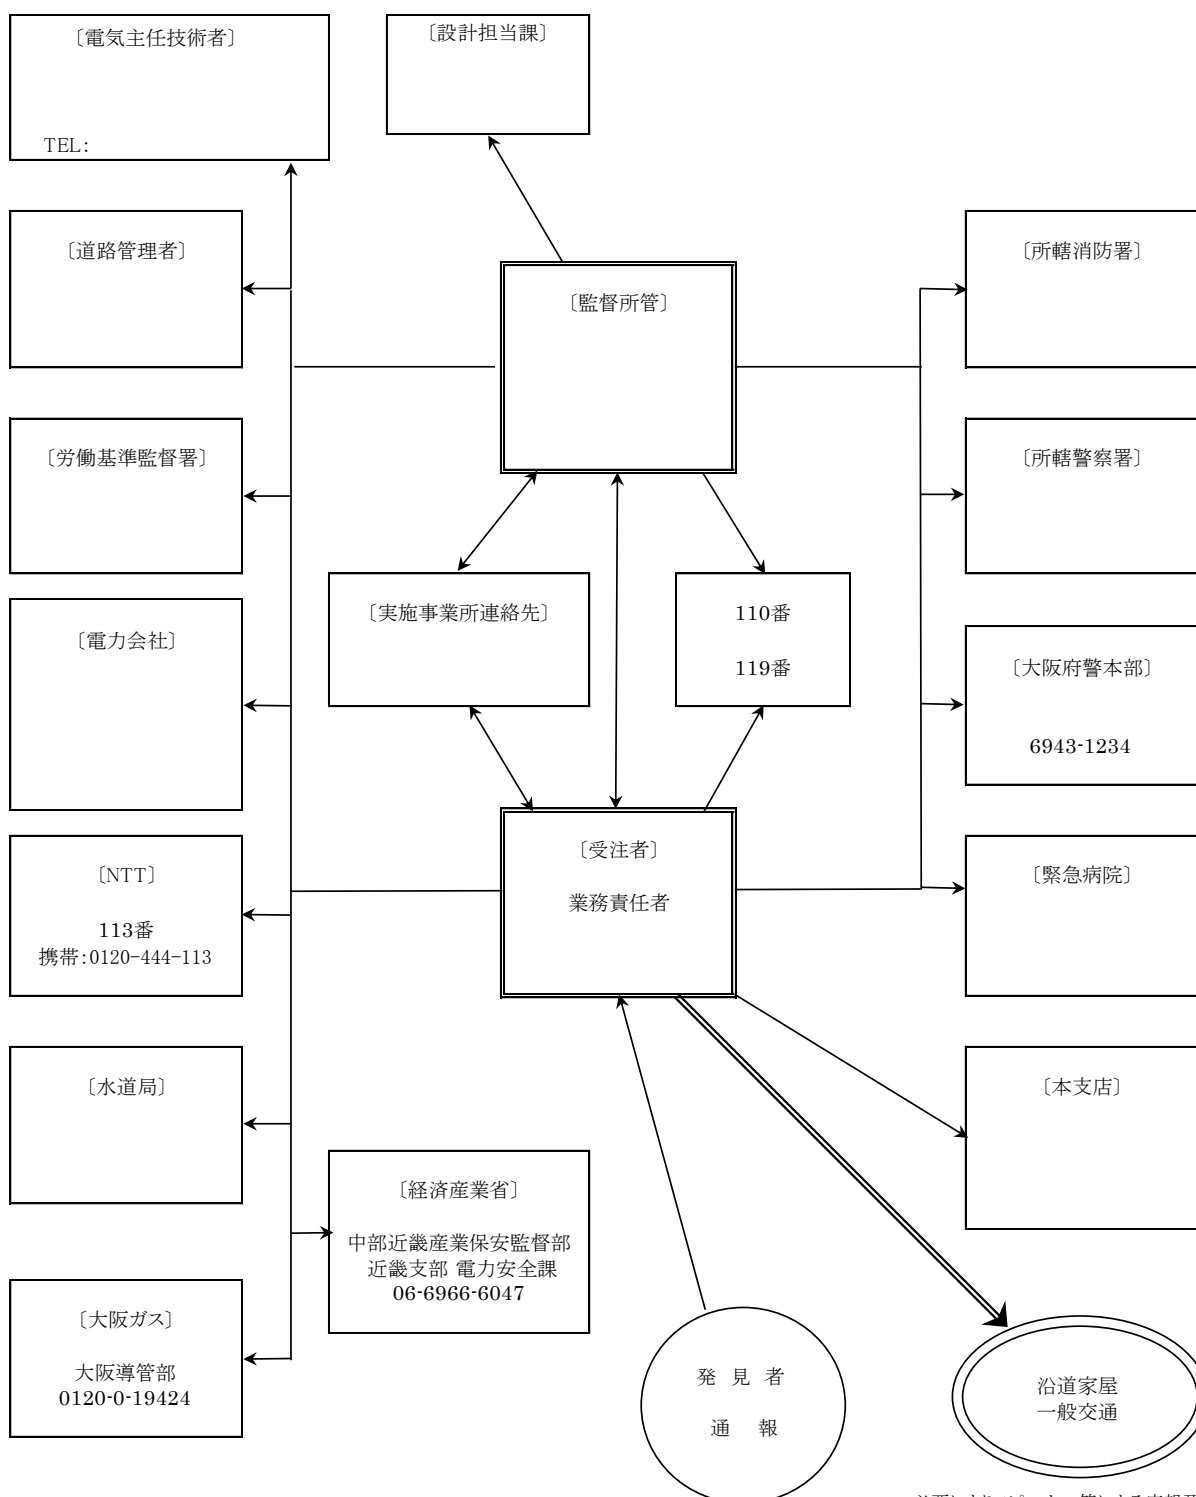 〔電気主任技術者〕
TEL:
〔設計担当課〕
〔道路管理者〕
〔監督所管〕
〔所轄消防署〕
〔労働基準監督署〕
〔所轄警察署〕
〔実施事業所連絡先〕
110番
119番
〔電力会社〕
〔大阪府警本部〕
6943-1234
〔NTT〕
113番
携帯:0120-444-113
〔受注者〕
業務責任者
〔緊急病院〕
〔水道局〕
〔本支店〕
〔経済産業省〕
中部近畿産業保安監督部
近畿支部 電力安全課
06-6966-6047
〔大阪ガス〕
大阪導管部
0120-0-19424
発 見 者
通 報
沿道家屋
一般交通